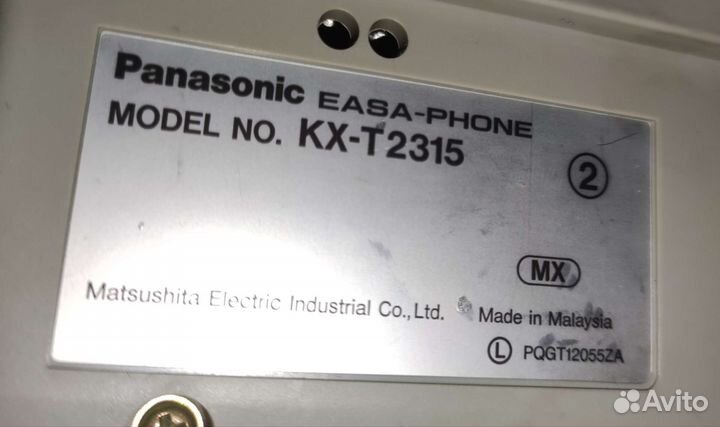 Panasonic EASA-PHONE
MODEL NO. KX-T2315
2
MX
Matsushita Electric Industrial Co., Ltd. Made in Malaysia
L PQGT12055ZA
Avito